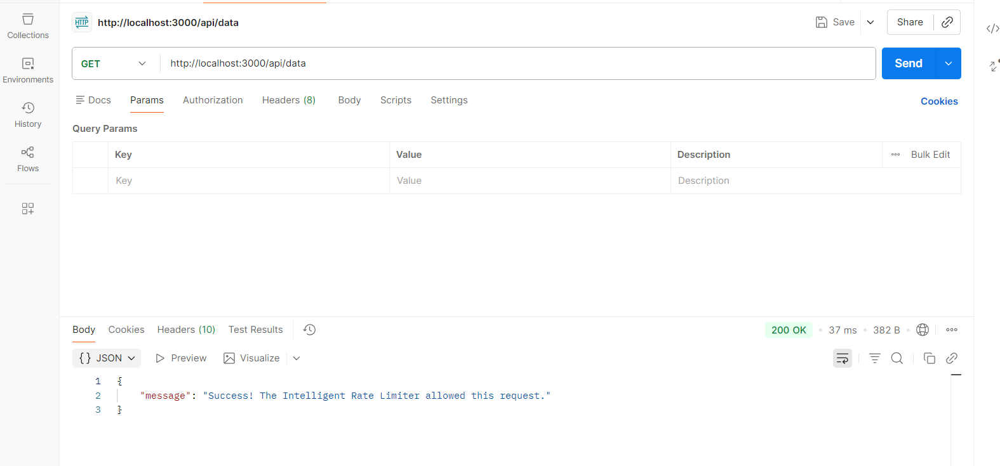 Collections
Environments
History
Flows
HTTP http://localhost:3000/api/data
Save
Share
GET http://localhost:3000/api/data
Send
Docs Params Authorization Headers (8) Body Scripts Settings Cookies
Query Params
Key Value Description Bulk Edit
Key Value Description
Body Cookies Headers (10) Test Results 200 OK 37 ms 382 B
{} JSON Preview Visualize
1 {
2 "message": "Success! The Intelligent Rate Limiter allowed this request."
3 }